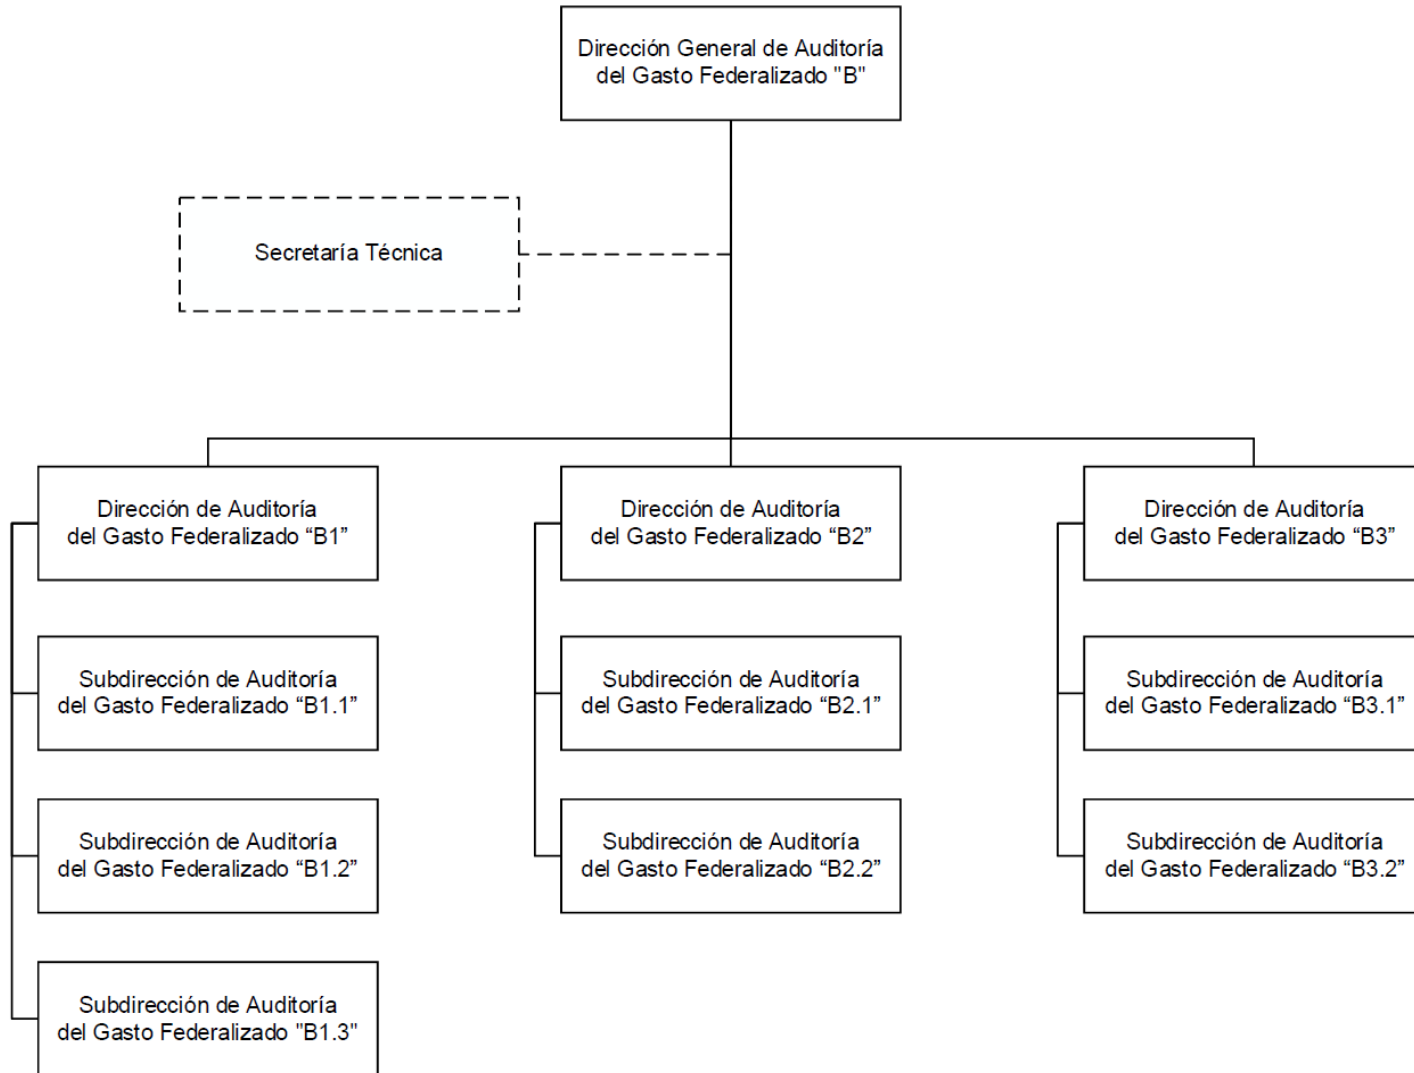 Dirección General de Auditoría
del Gasto Federalizado "B"
Secretaría Técnica
Dirección de Auditoría
del Gasto Federalizado “B1”
Subdirección de Auditoría
del Gasto Federalizado “B1.1”
Subdirección de Auditoría
del Gasto Federalizado “B1.2”
Subdirección de Auditoría
del Gasto Federalizado "B1.3"
Dirección de Auditoría
del Gasto Federalizado “B2”
Subdirección de Auditoría
del Gasto Federalizado “B2.1”
Subdirección de Auditoría
del Gasto Federalizado “B2.2”
Dirección de Auditoría
del Gasto Federalizado “B3”
Subdirección de Auditoría
del Gasto Federalizado “B3.1”
Subdirección de Auditoría
del Gasto Federalizado “B3.2”